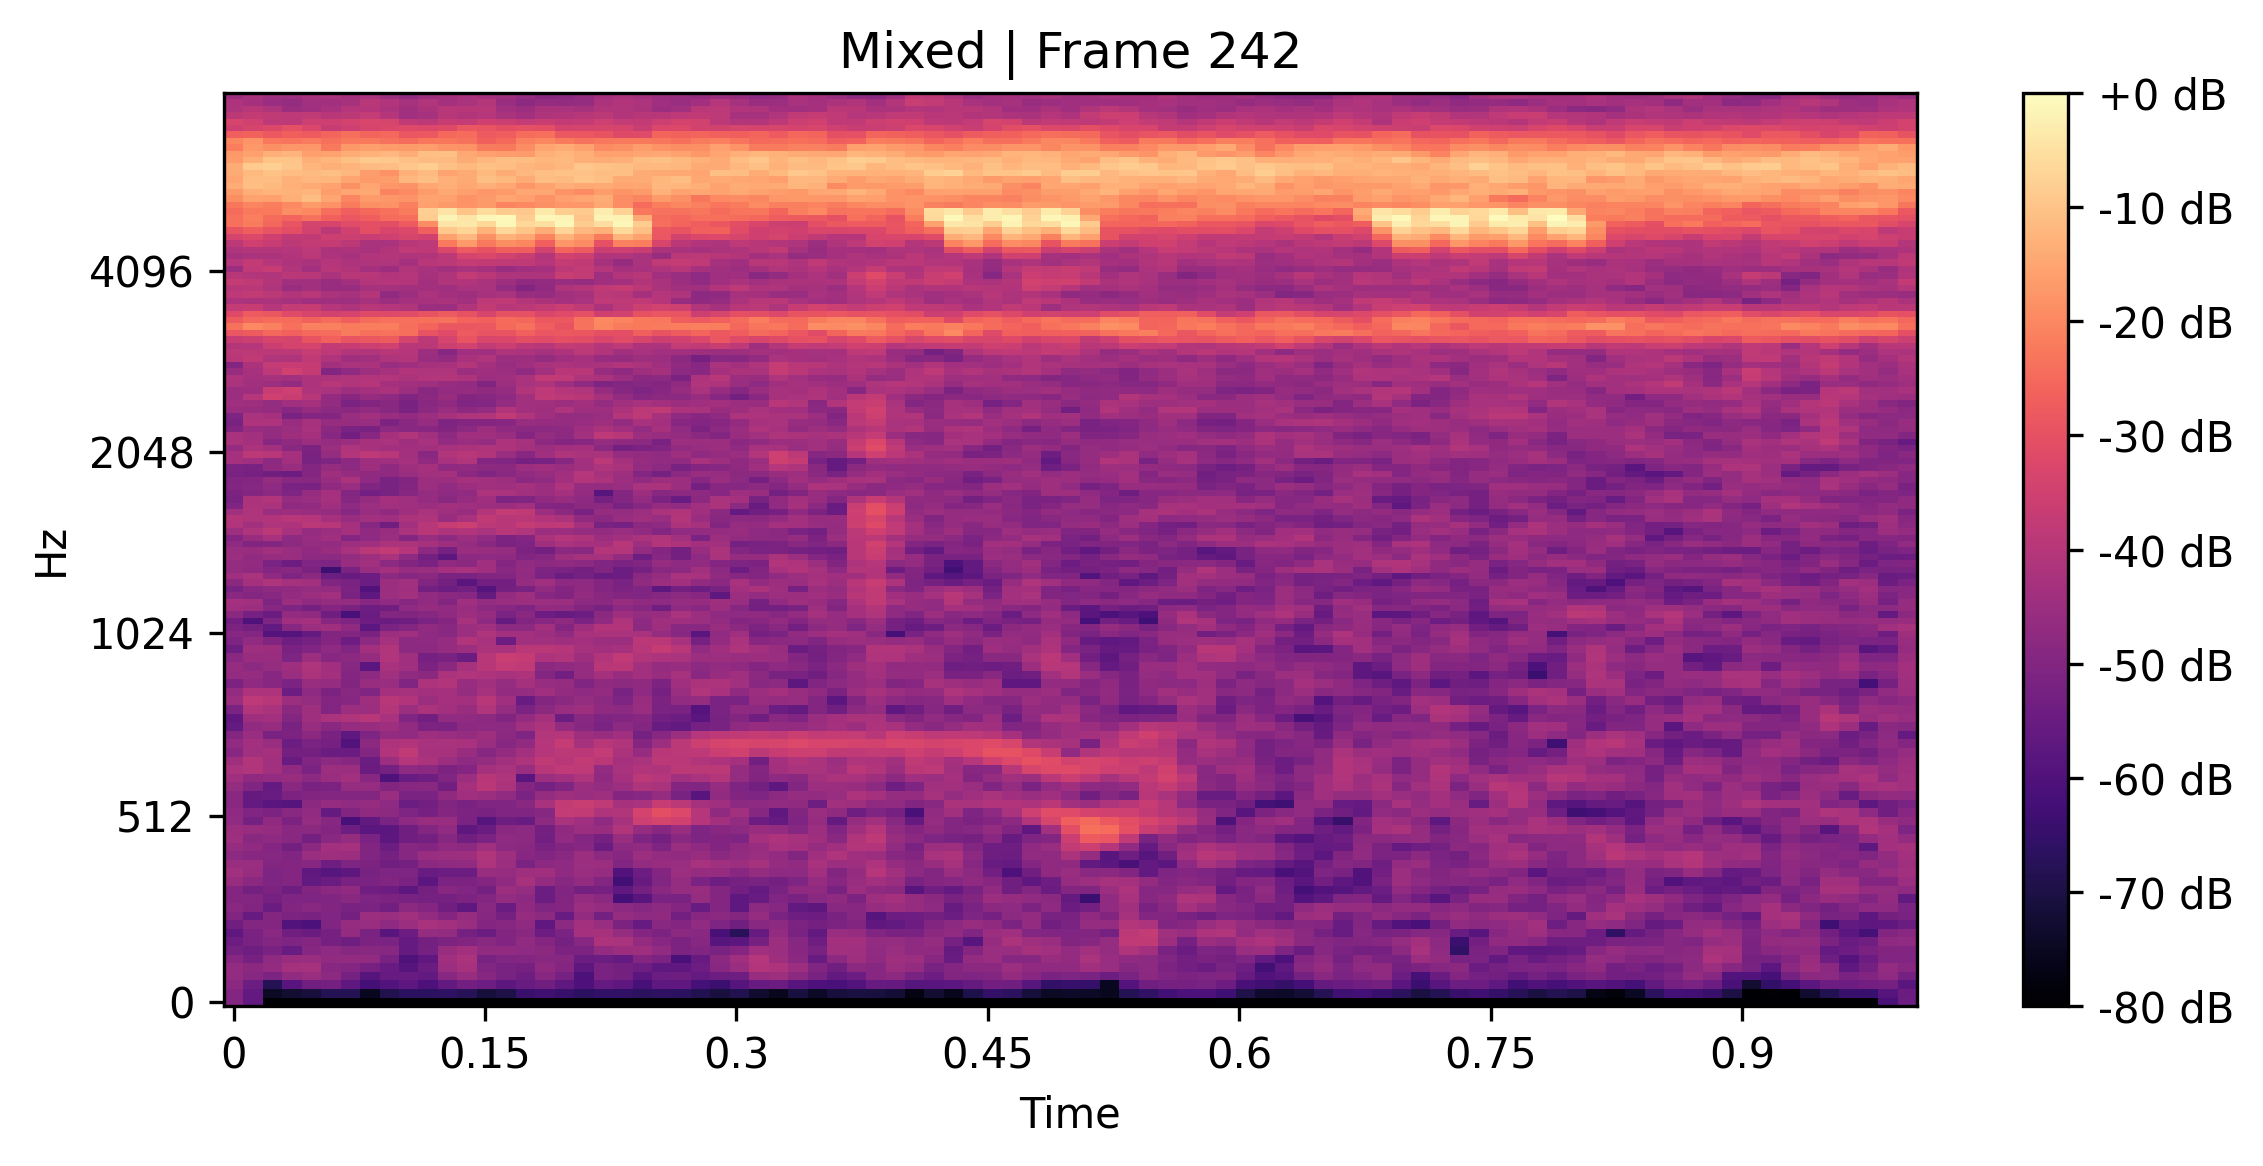 Mixed | Frame 242
Hz
4096
2048
1024
512
0
0 0.15 0.3 0.45 0.6 0.75 0.9
Time
+0 dB
-10 dB
-20 dB
-30 dB
-40 dB
-50 dB
-60 dB
-70 dB
-80 dB